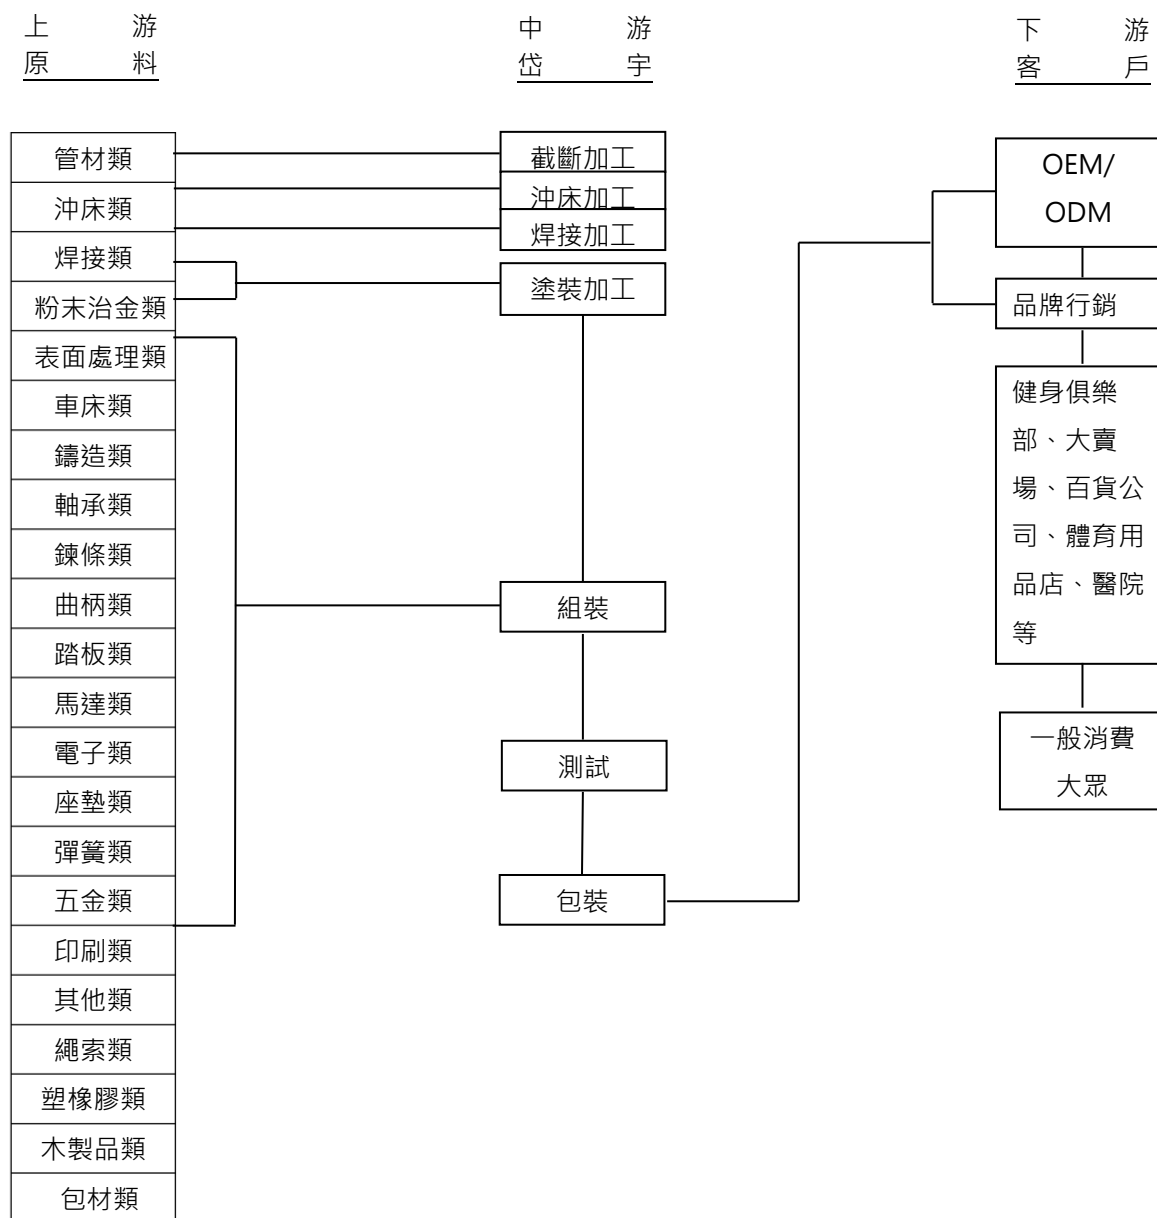 上游
原料
中游
岱宇
下游
客戶
管材類
沖床類
焊接類
粉末治金類
表面處理類
車床類
鑄造類
軸承類
鍊條類
曲柄類
踏板類
馬達類
電子類
座墊類
彈簧類
五金類
印刷類
其他類
繩索類
塑橡膠類
木製品類
包材類
截斷加工
沖床加工
焊接加工
塗裝加工
組裝
測試
包裝
OEM/
ODM
品牌行銷
健身俱樂
部、大賣
場、百貨公
司、體育用
品店、醫院
等
一般消費
大眾